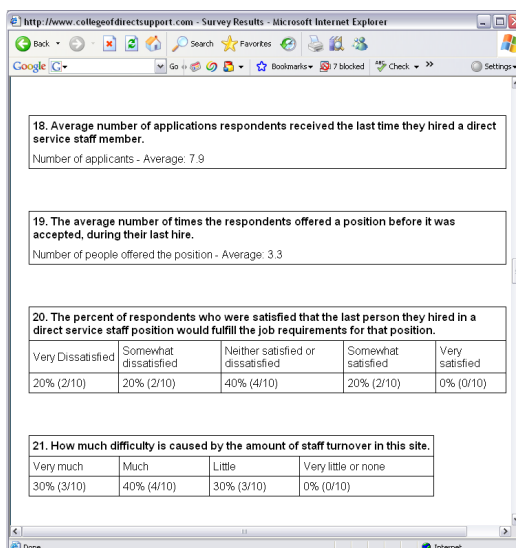 http://www.collegeofdirectsupport.com - Survey Results - Microsoft Internet Explorer
Back Search Favorites
Google G Go Bookmarks 7 blocked ABC Check Settings
18. Average number of applications respondents received the last time they hired a direct
service staff member.
Number of applicants - Average: 7.9
19. The average number of times the respondents offered a position before it was
accepted, during their last hire.
Number of people offered the position - Average: 3.3
20. The percent of respondents who were satisfied that the last person they hired in a
direct service staff position would fulfill the job requirements for that position.
Very Dissatisfied Somewhat dissatisfied Neither satisfied or dissatisfied Somewhat satisfied Very satisfied
20% (2/10) 20% (2/10) 40% (4/10) 20% (2/10) 0% (0/10)
21. How much difficulty is caused by the amount of staff turnover in this site.
Very much Much Little Very little or none
30% (3/10) 40% (4/10) 30% (3/10) 0% (0/10)
Done Internet